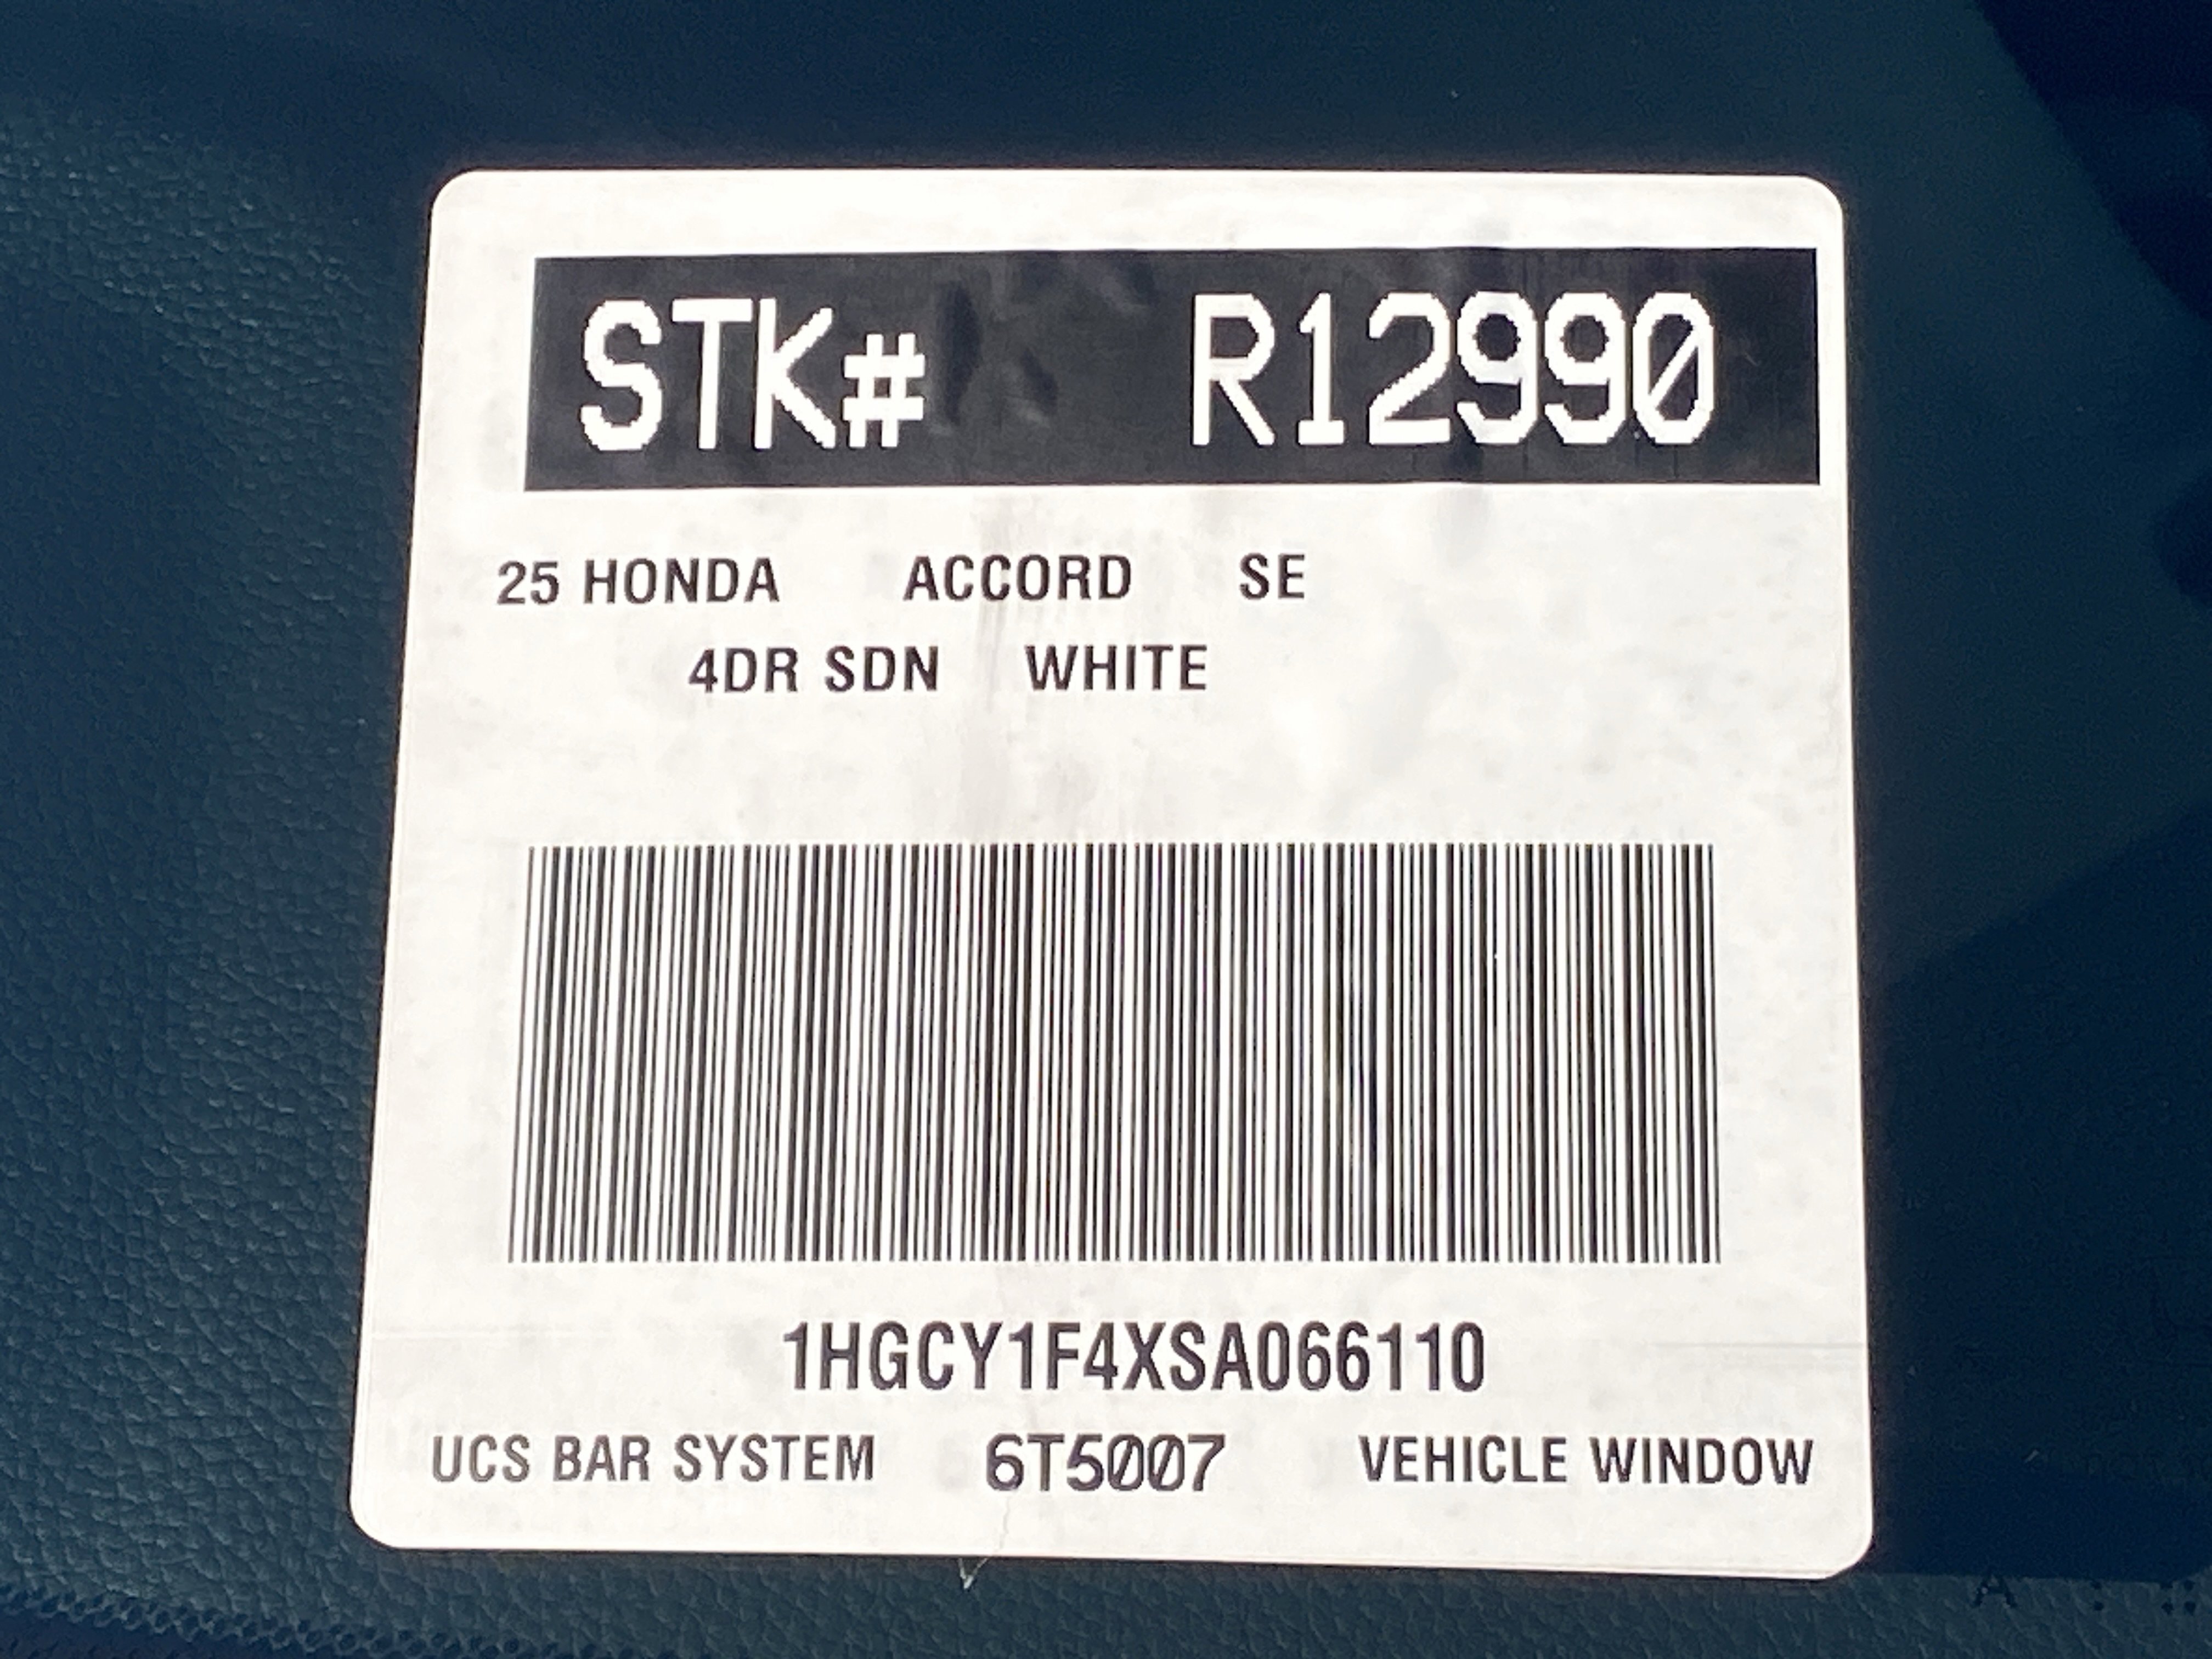 STK# R12990
25 HONDA ACCORD SE
4DR SDN WHITE
1HGCY1F4XSA066110
UCS BAR SYSTEM 6T5007 VEHICLE WINDOW
A